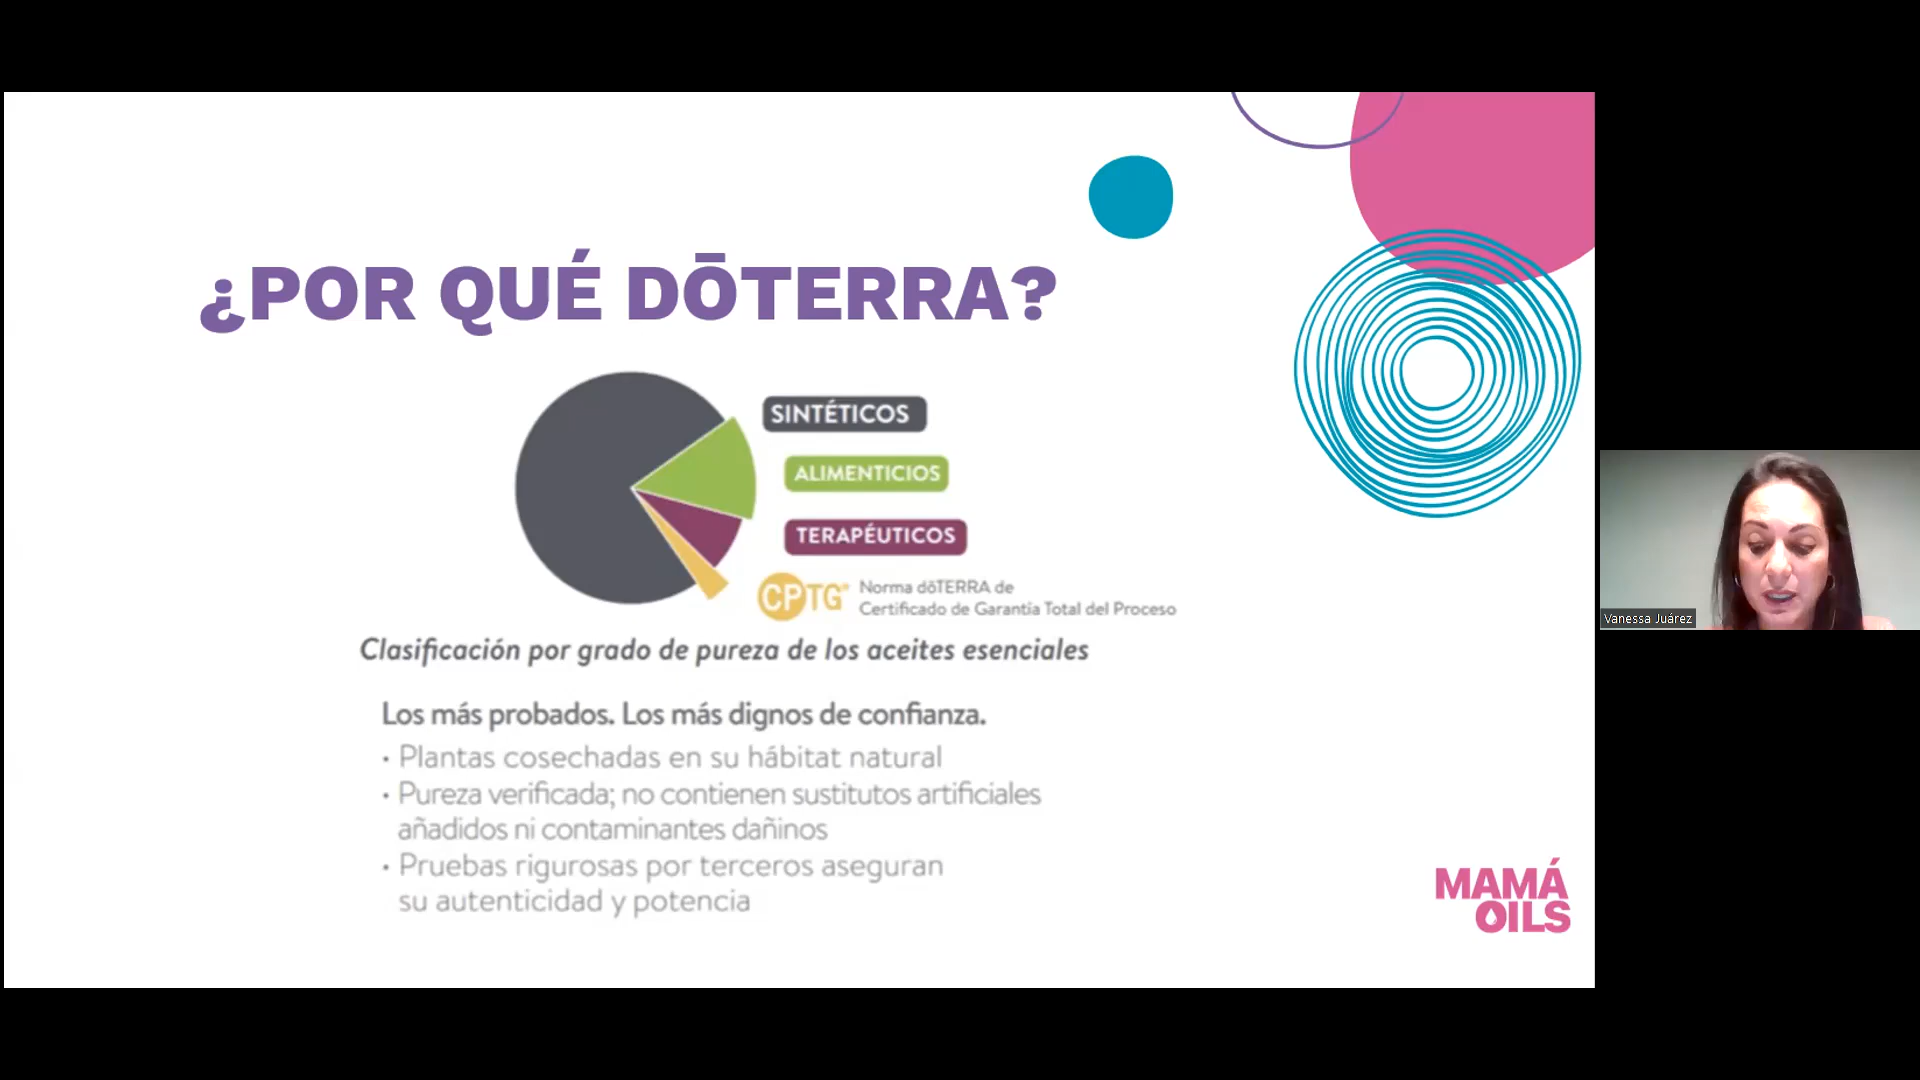 ¿POR QUÉ DŌTERRA?
SINTÉTICOS
ALIMENTICIOS
TERAPÉUTICOS
CPTG® Norma dōTERRA de
Certificado de Garantía Total del Proceso
Clasificación por grado de pureza de los aceites esenciales
Los más probados. Los más dignos de confianza.
• Plantas cosechadas en su hábitat natural
• Pureza verificada; no contienen sustitutos artificiales
añadidos ni contaminantes dañinos
• Pruebas rigurosas por terceros aseguran
su autenticidad y potencia
MAMÁ
OILS
Vanessa Juárez